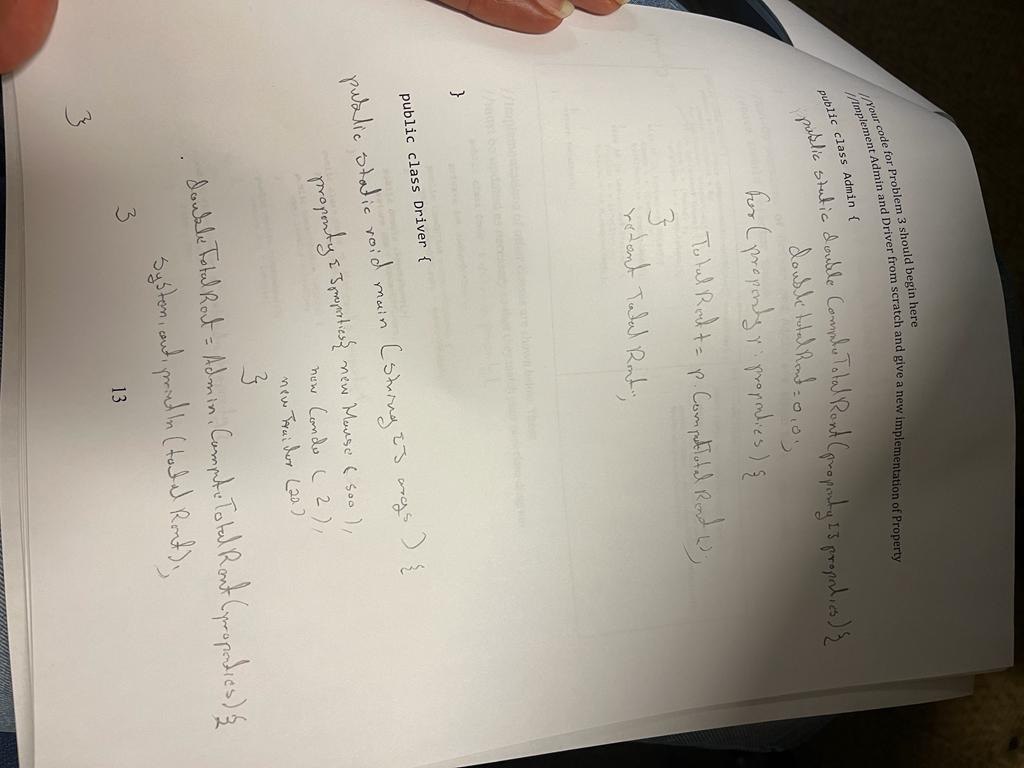 //Your code for Problem 3 should begin here
//Implement Admin and Driver from scratch and give a new implementation of Property
public class Admin {
public static double ComputeTotalRent(property[] properties) {
double totalRent = 0.0;
for( property p : properties) {
TotalRent += p.ComputeTotalRent();
}
return TotalRent;
}
public class Driver {
public static void main (String [] args) {
property [] properties{ new House (500),
new Condo ( 2 ),
new Trailer (20)
}
double TotalRent = Admin.ComputeTotalRent(properties) {
System.out println (total Rent);
}
}
13